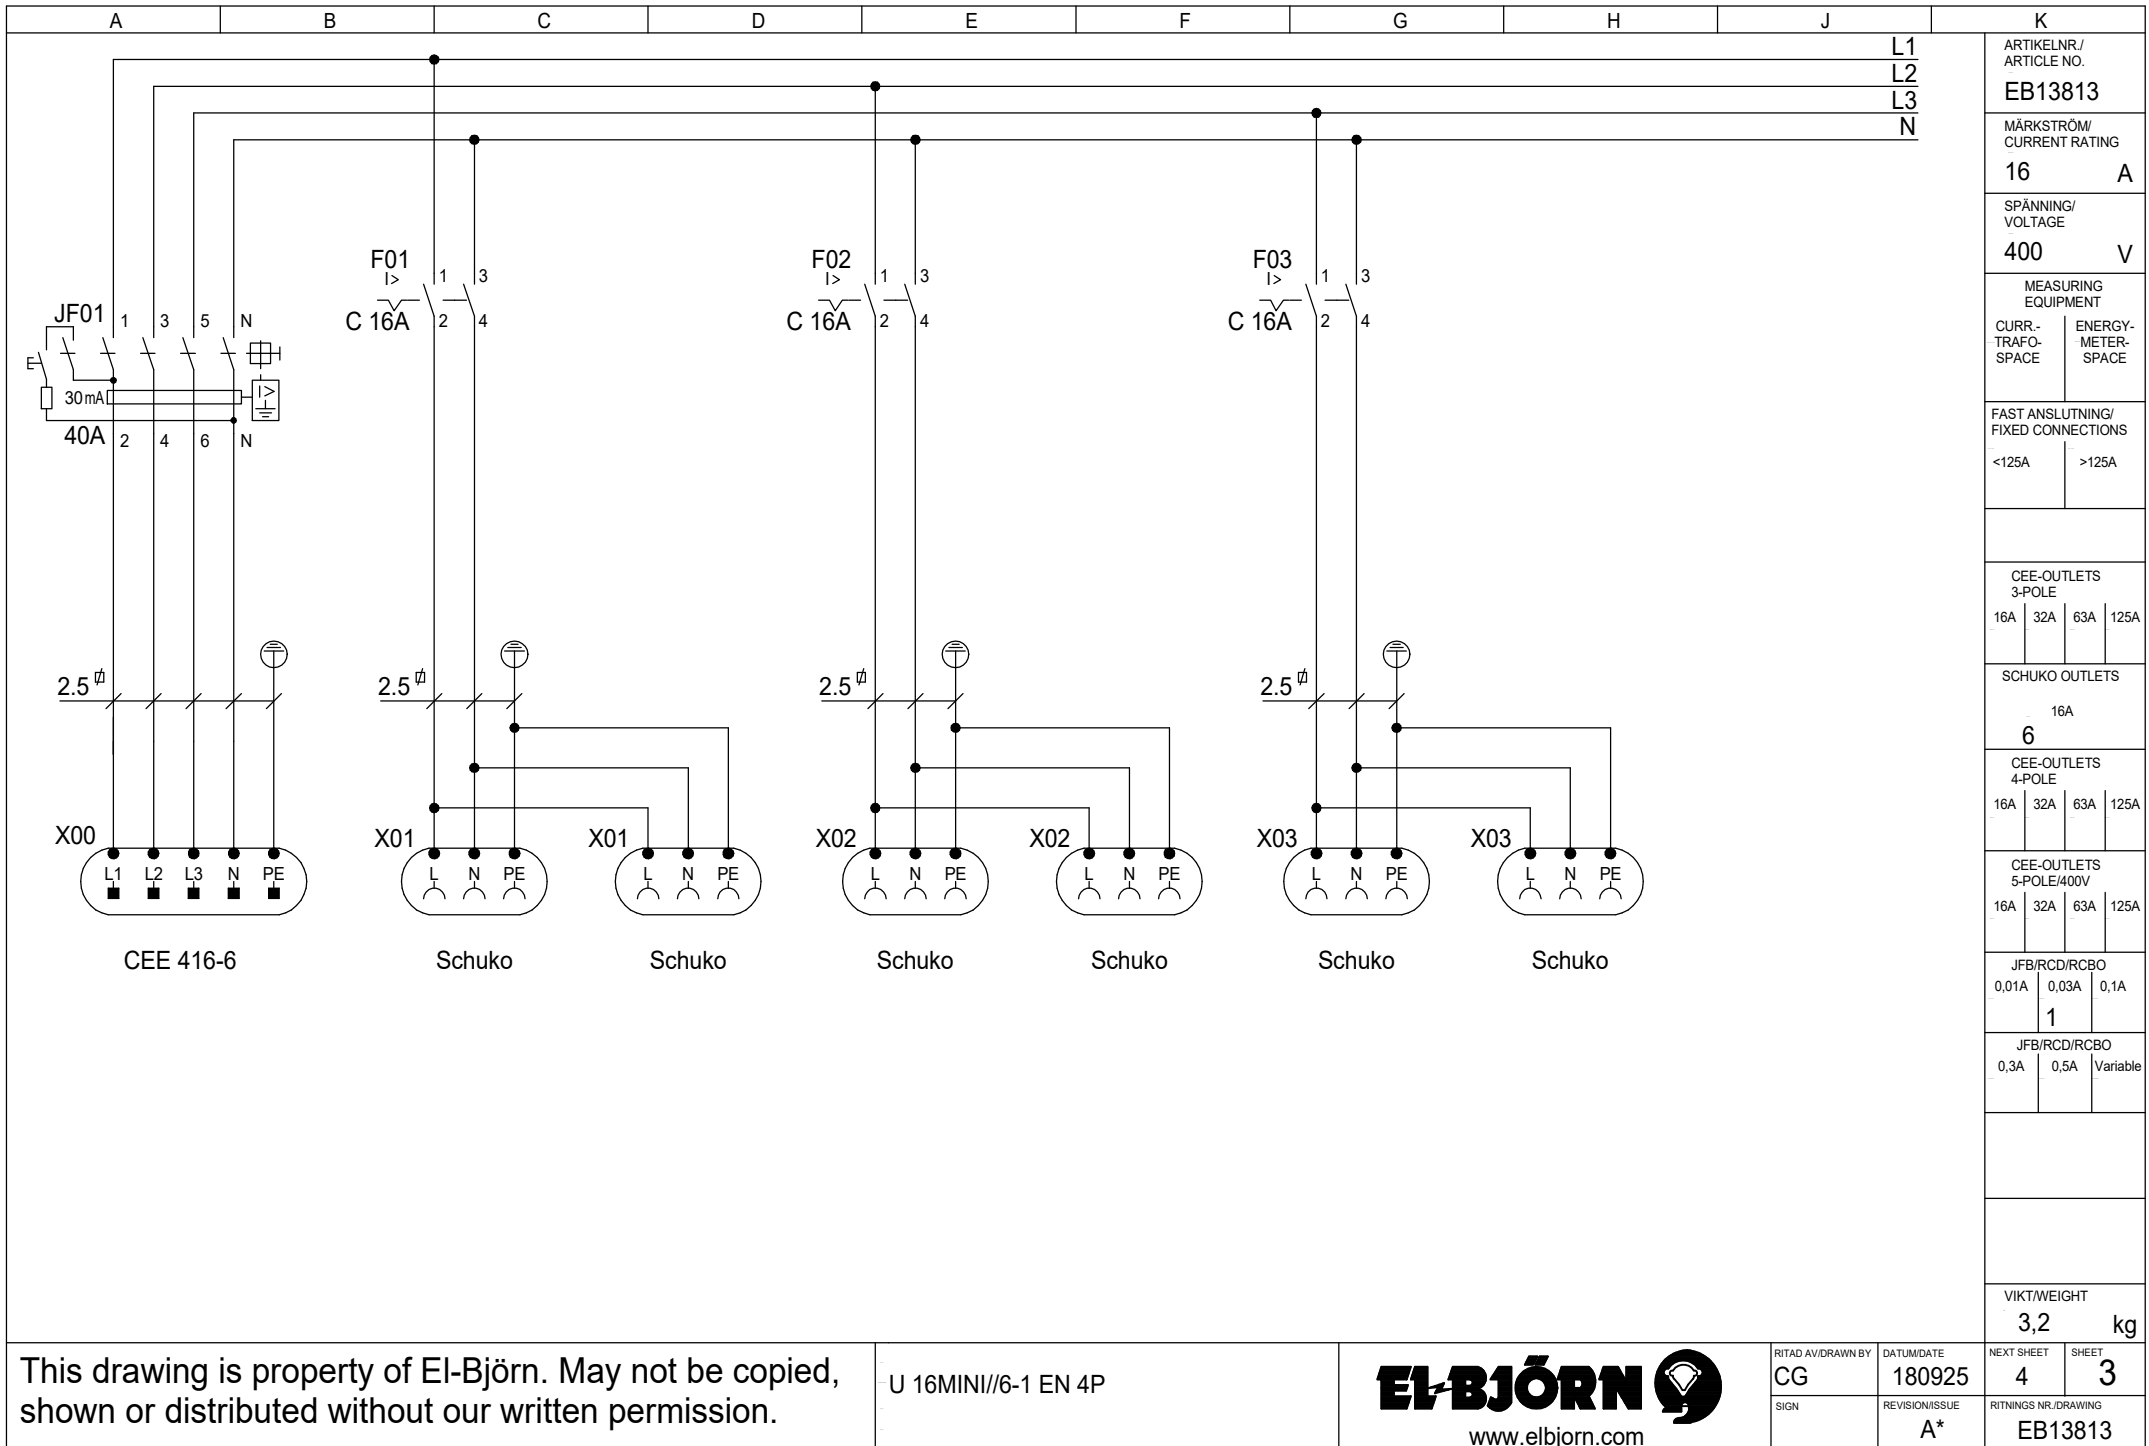 A B C D E F G H J K
L1
L2
L3
N
ARTIKELNR./
ARTICLE NO.
EB13813
MÄRKSTRÖM/
CURRENT RATING
16 A
SPÄNNING/
VOLTAGE
400 V
MEASURING
EQUIPMENT
CURR.-
TRAFO-
SPACE
ENERGY-
METER-
SPACE
FAST ANSLUTNING/
FIXED CONNECTIONS
<125A >125A
CEE-OUTLETS
3-POLE
16A 32A 63A 125A
SCHUKO OUTLETS
16A
6
CEE-OUTLETS
4-POLE
16A 32A 63A 125A
CEE-OUTLETS
5-POLE/400V
16A 32A 63A 125A
JFB/RCD/RCBO
0,01A 0,03A 0,1A
1
JFB/RCD/RCBO
0,3A 0,5A Variable
VIKT/WEIGHT
3,2 kg
F01
I>
C 16A
1 3
2 4
F02
I>
C 16A
1 3
2 4
F03
I>
C 16A
1 3
2 4
JF01
1 3 5 N
30mA
I>
40A
2 4 6 N
2.5 2.5 2.5 2.5
X00 X01 X01 X02 X02 X03 X03
L1 L2 L3 N PE L N PE L N PE L N PE L N PE L N PE L N PE
CEE 416-6 Schuko Schuko Schuko Schuko Schuko Schuko
This drawing is property of El-Björn. May not be copied,
shown or distributed without our written permission.
U 16MINI//6-1 EN 4P
EL-BJÖRN
www.elbjorn.com
RITAD AV/DRAWN BY
CG
DATUM/DATE
180925
NEXT SHEET
4
SHEET
3
SIGN
REVISION/ISSUE
A*
RITNINGS NR./DRAWING
EB13813